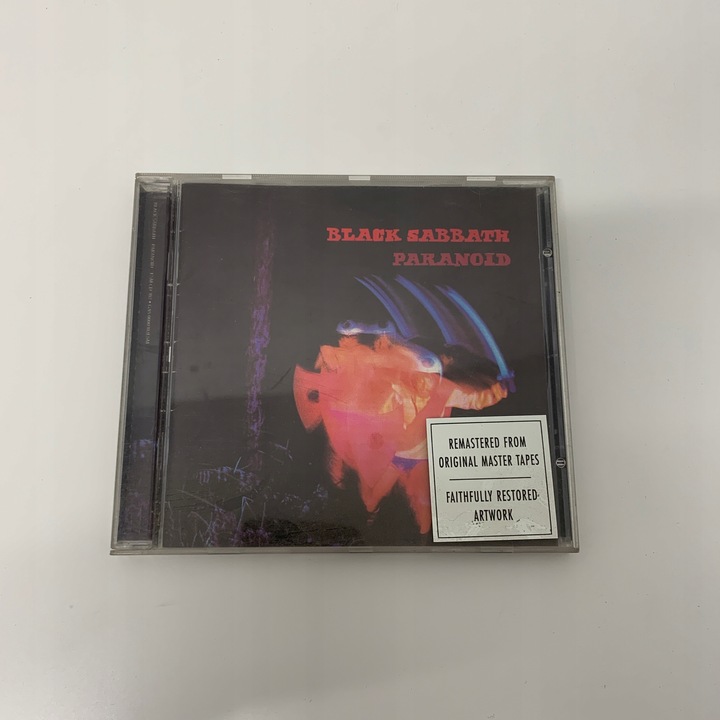 BLACK SABBATH
PARANOID
REMASTERED FROM
ORIGINAL MASTER TAPES
FAITHFULLY RESTORED
ARTWORK